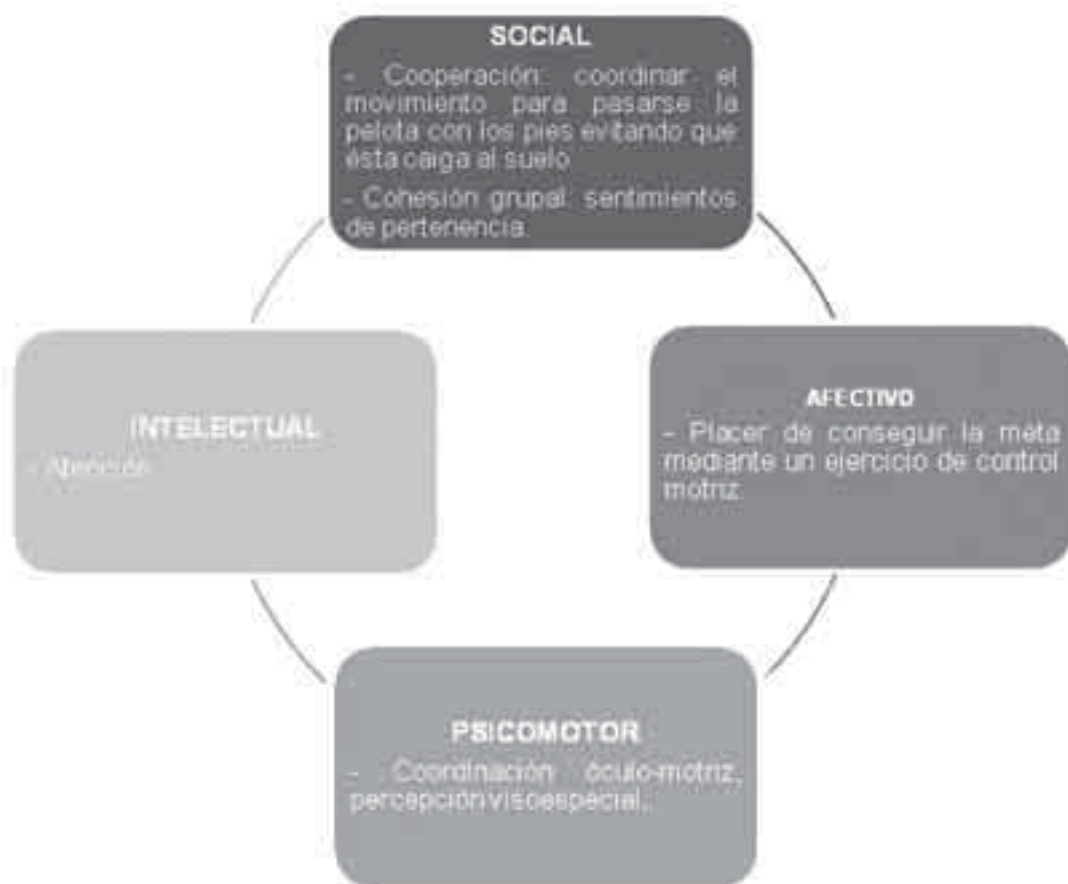 SOCIAL
- Cooperación: coordinar el
movimiento para pasarse la
pelota con los pies evitando que
ésta caiga al suelo.
- Cohesión grupal: sentimientos
de pertenencia.
AFECTIVO
- Placer de conseguir la meta
mediante un ejercicio de control
motriz.
INTELECTUAL
- Atención.
PSICOMOTOR
- Coordinación óculo-motriz,
percepción visoespecial.